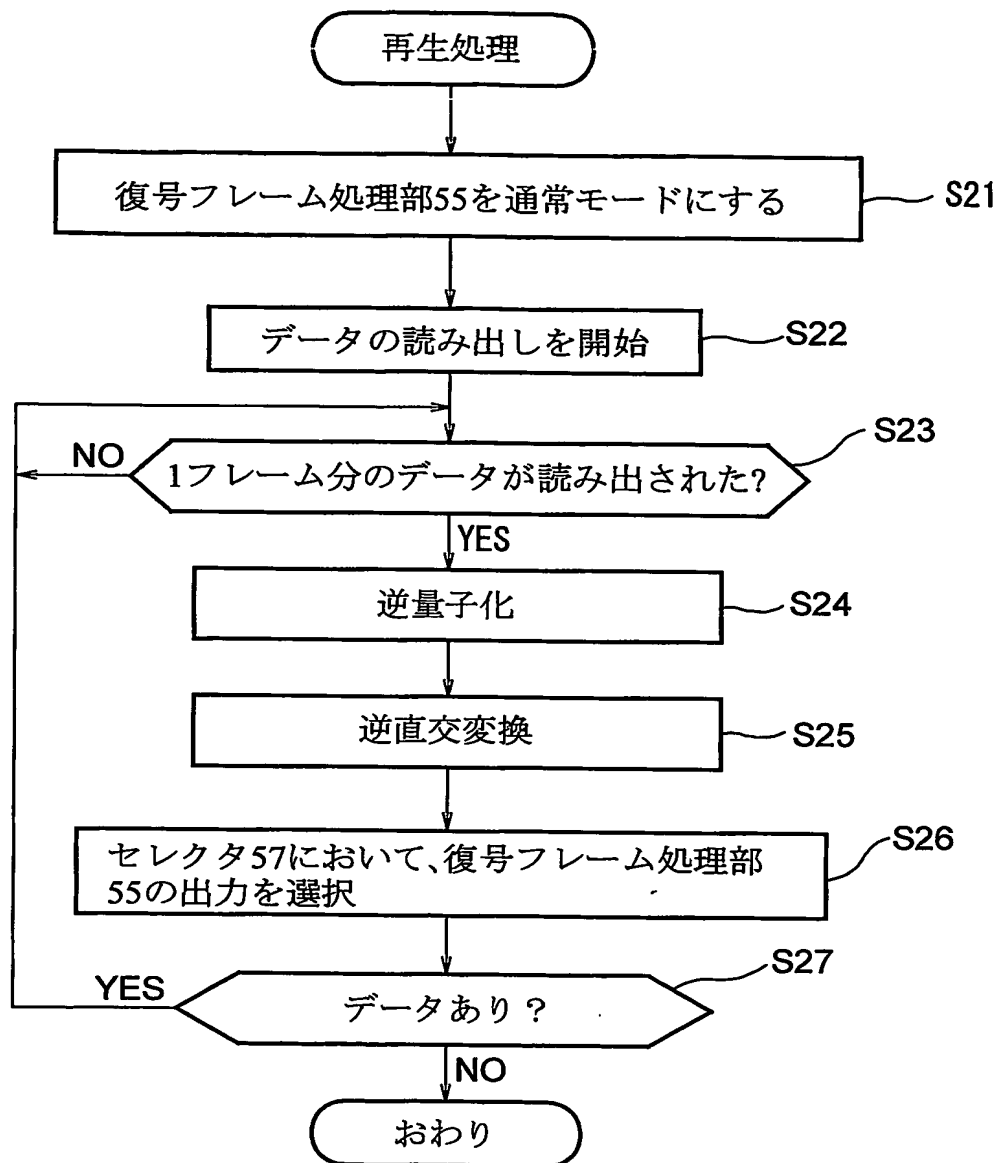 再生処理
復号フレーム処理部55を通常モードにする
S21
データの読み出しを開始
S22
S23
NO
1フレーム分のデータが読み出された?
YES
逆量子化
S24
逆直交変換
S25
セレクタ57において、復号フレーム処理部
55の出力を選択
S26
S27
YES
データあり?
NO
おわり